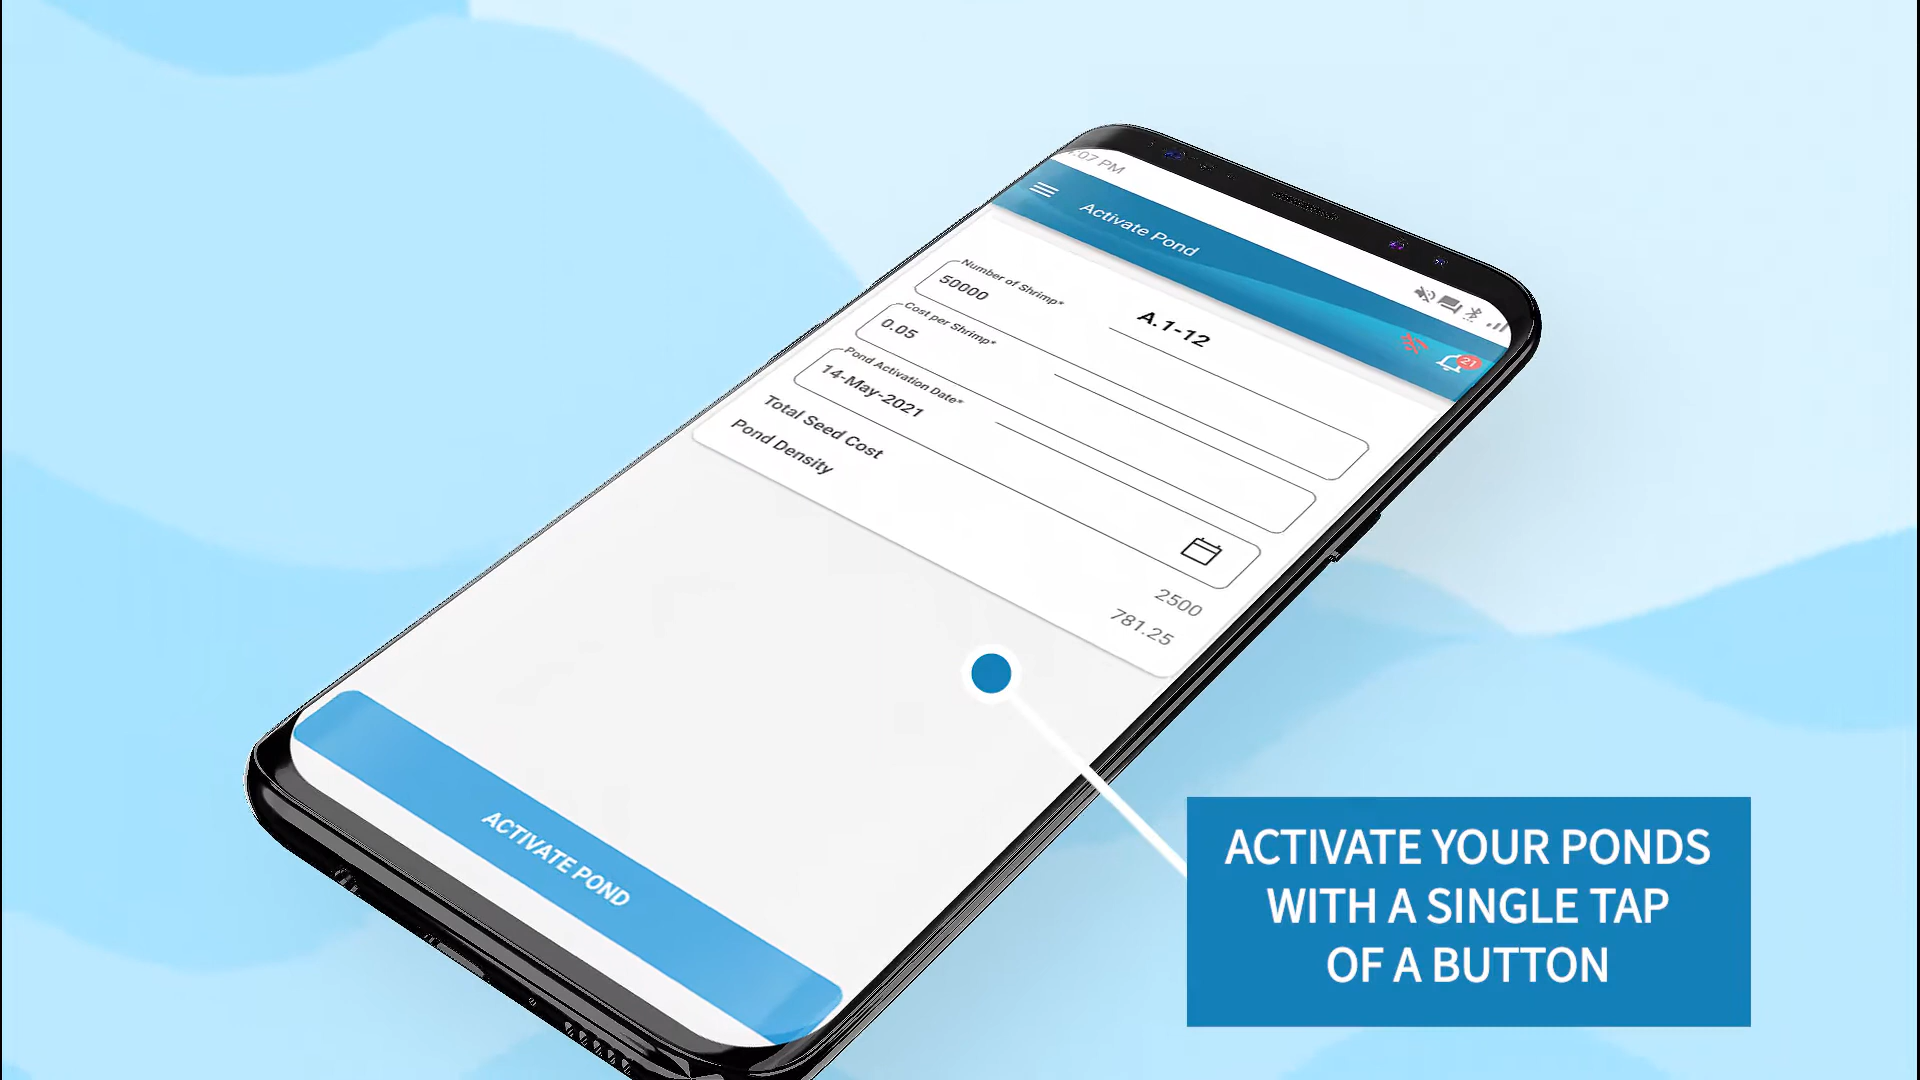 :07 PM
Activate Pond
21
A.1-12
Number of Shrimp*
50000
Cost per Shrimp*
0.05
Pond Activation Date*
14-May-2021
Total Seed Cost
2500
Pond Density
781.25
ACTIVATE POND
ACTIVATE YOUR PONDS
WITH A SINGLE TAP
OF A BUTTON